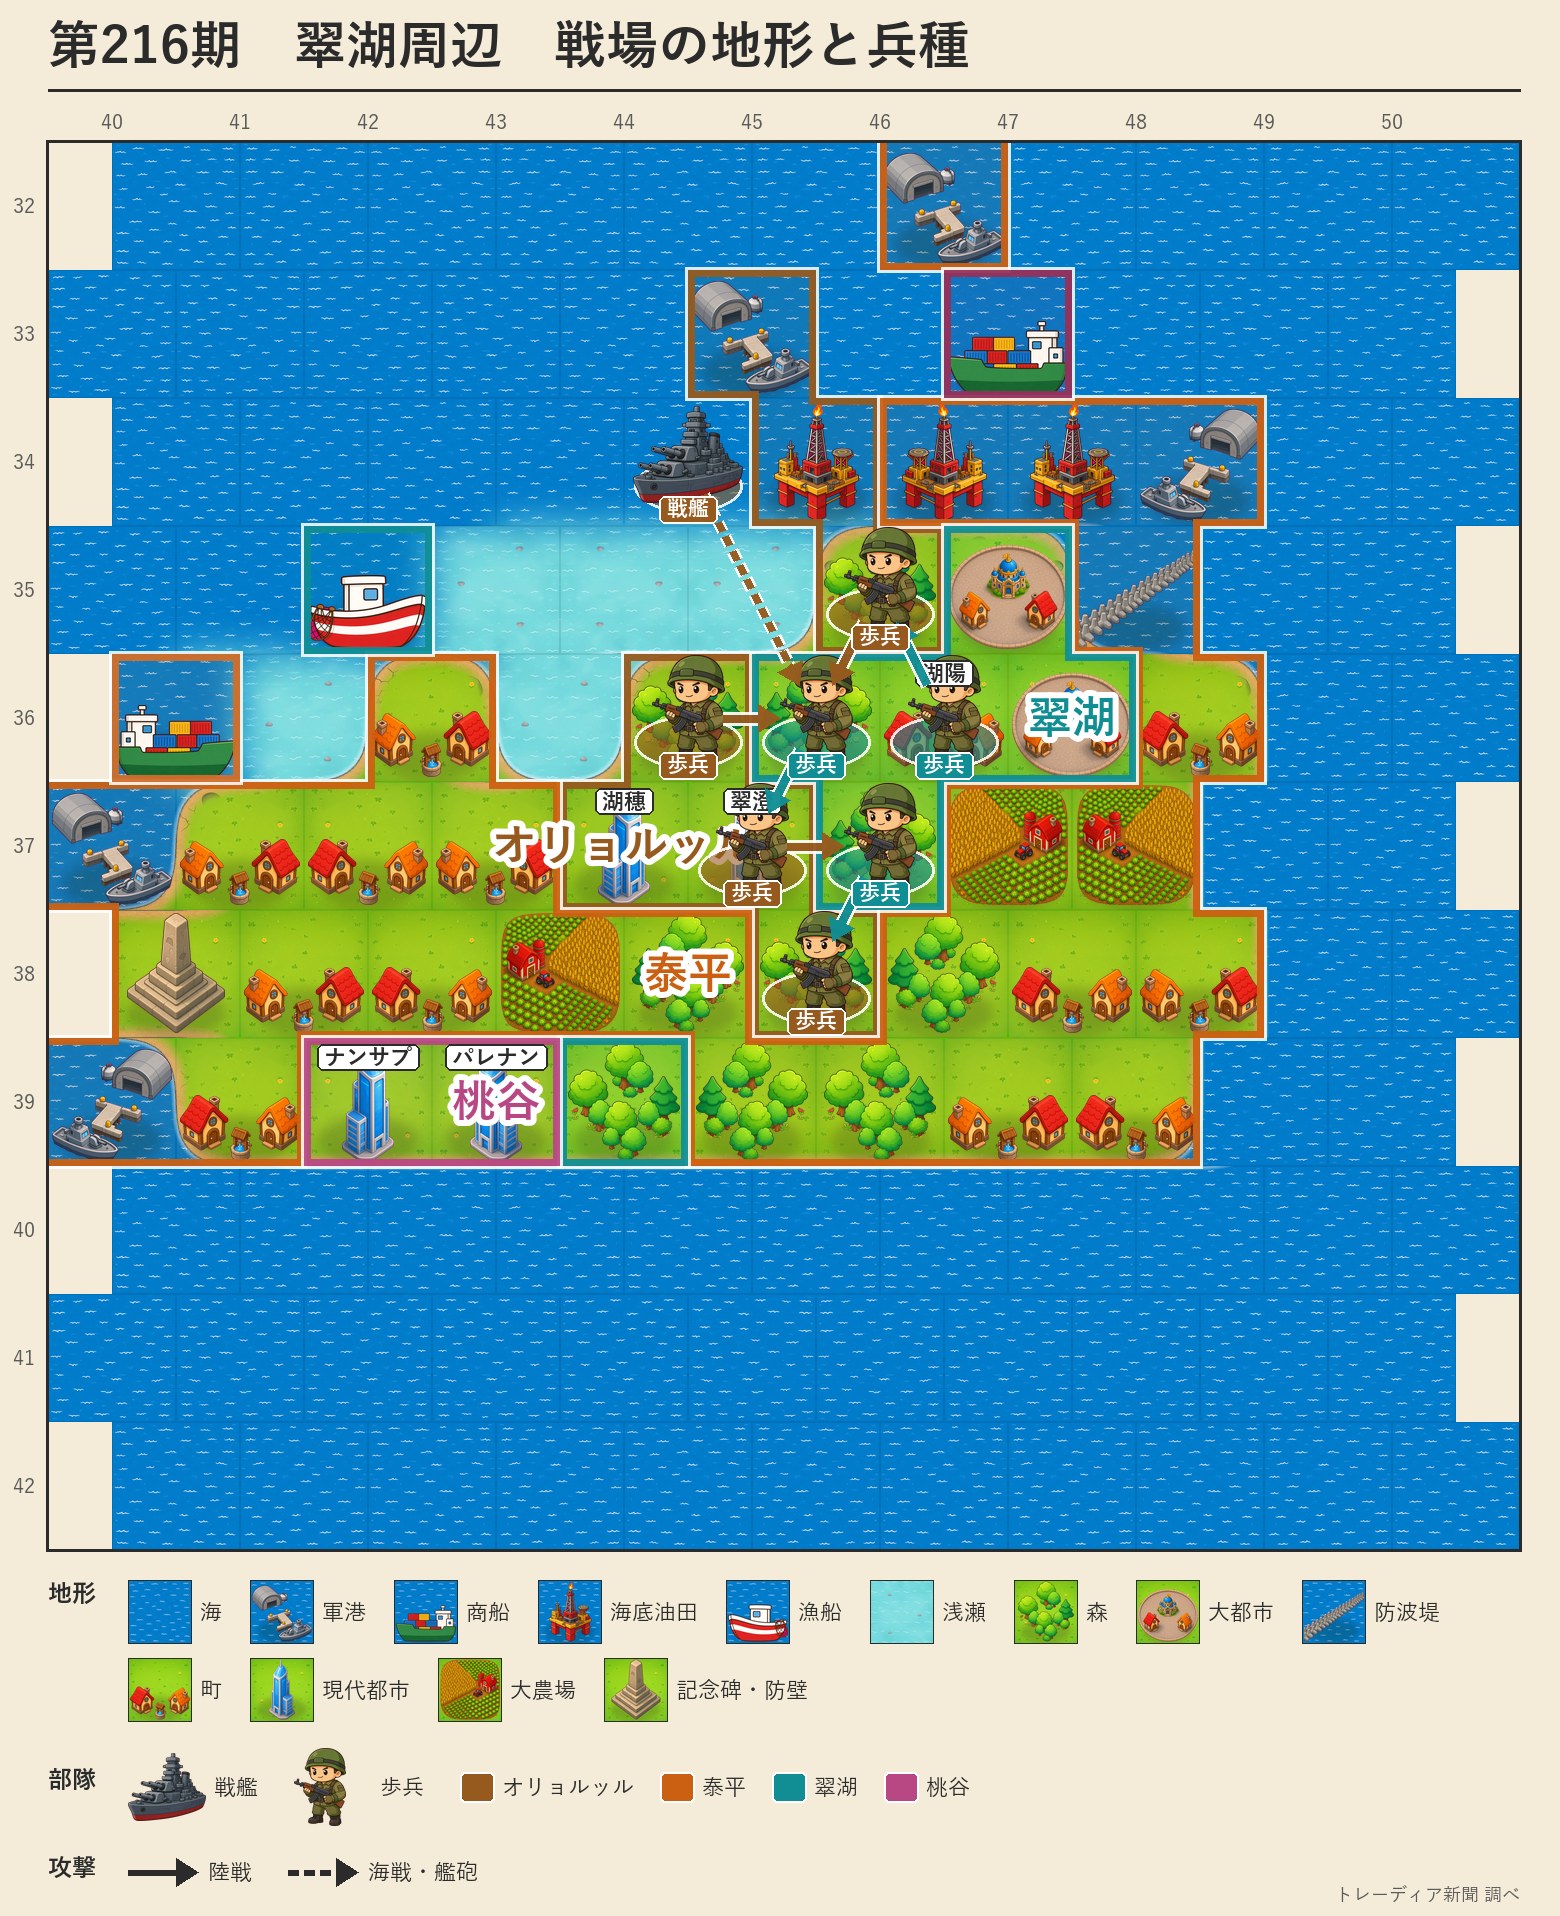 第216期　翠湖周辺　戦場の地形と兵種
40 41 42 43 44 45 46 47 48 49 50
32
33
34
戦艦
35
歩兵
36
湖陽
翠湖
歩兵 歩兵 歩兵
37
湖穂 翠澄
オリョルッル
歩兵 歩兵
38
泰平
歩兵
39
ナンサプ パレナン
桃谷
40
41
42
地形 海 軍港 商船 海底油田 漁船 浅瀬 森 大都市 防波堤
町 現代都市 大農場 記念碑・防壁
部隊 戦艦 歩兵 オリョルッル 泰平 翠湖 桃谷
攻撃 陸戦 海戦・艦砲
トレーディア新聞 調べ